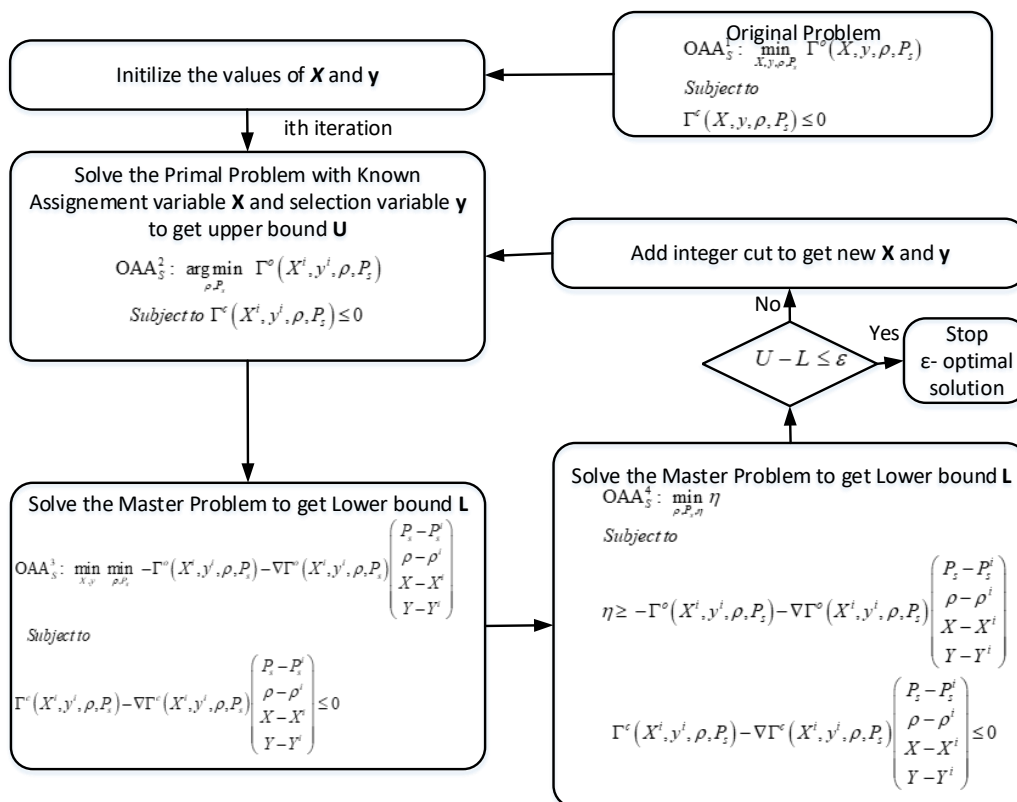 Original Problem
OAA_S^1: min_{X,y,ρ,P_s} Γ^o(X, y, ρ, P_s)
Subject to
Γ^c(X, y, ρ, P_s) ≤ 0
Initilize the values of X and y
ith iteration
Solve the Primal Problem with Known
Assignement variable X and selection variable y
to get upper bound U
OAA_S^2: arg min_{ρ,P_s} Γ^o(X^i, y^i, ρ, P_s)
Subject to Γ^c(X^i, y^i, ρ, P_s) ≤ 0
Add integer cut to get new X and y
No
U − L ≤ ε
Yes
Stop
ε- optimal
solution
Solve the Master Problem to get Lower bound L
OAA_S^3: min_{X,y} min_{ρ,P_s} −Γ^o(X^i, y^i, ρ, P_s) − ∇Γ^o(X^i, y^i, ρ, P_s) (P_s − P_s^i
ρ − ρ^i
X − X^i
Y − Y^i)
Subject to
Γ^c(X^i, y^i, ρ, P_s) − ∇Γ^c(X^i, y^i, ρ, P_s) (P_s − P_s^i
ρ − ρ^i
X − X^i
Y − Y^i) ≤ 0
Solve the Master Problem to get Lower bound L
OAA_S^4: min_{ρ,P_s,η} η
Subject to
η ≥ −Γ^o(X^i, y^i, ρ, P_s) − ∇Γ^o(X^i, y^i, ρ, P_s) (P_s − P_s^i
ρ − ρ^i
X − X^i
Y − Y^i)
Γ^c(X^i, y^i, ρ, P_s) − ∇Γ^c(X^i, y^i, ρ, P_s) (P_s − P_s^i
ρ − ρ^i
X − X^i
Y − Y^i) ≤ 0